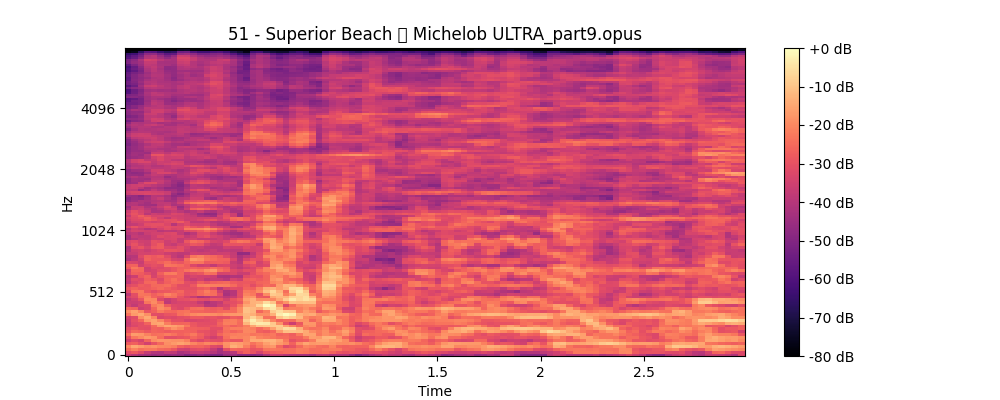 51 - Superior Beach  Michelob ULTRA_part9.opus
+0 dB
4096
-10 dB
-20 dB
2048
-30 dB
Hz
-40 dB
1024
-50 dB
512
-60 dB
-70 dB
0
-80 dB
0
0.5
1
1.5
2
2.5
Time